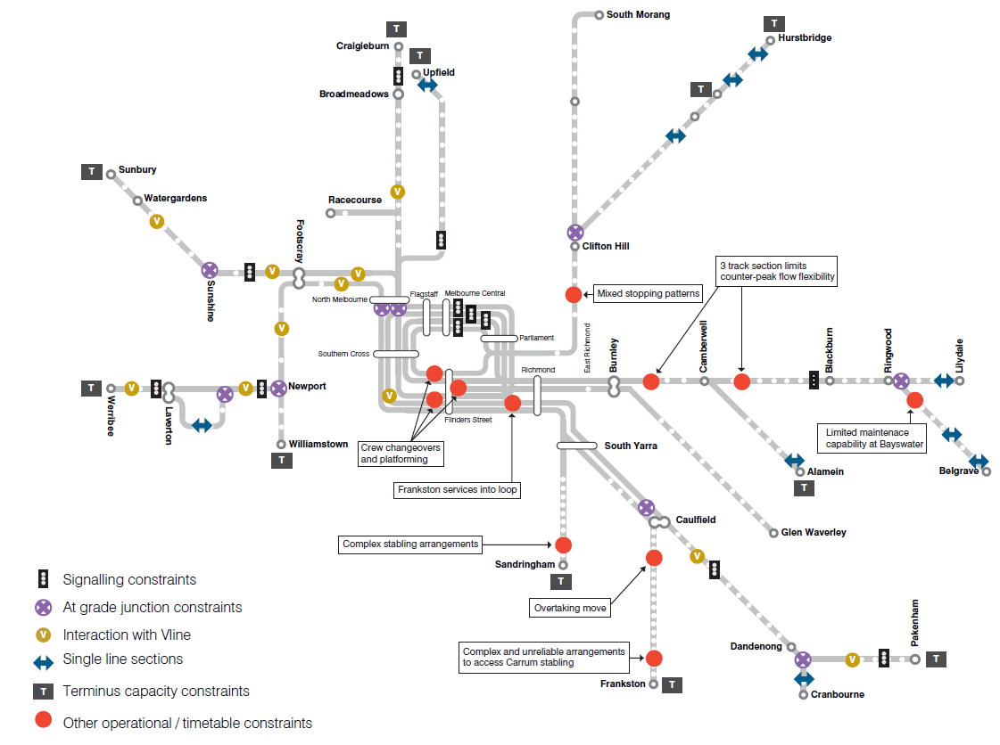 South Morang
T
T
Hurstbridge
Craigieburn
T
Upfield
T
Broadmeadows
T
Sunbury
Watergardens
V
V
Racecourse
Footscray
Clifton Hill
Sunshine
V
V
V
3 track section limits
counter-peak flow flexibility
Mixed stopping patterns
North Melbourne
Flagstaff
Melbourne Central
V
Parliament
East Richmond
Burnley
Camberwell
Blackburn
Ringwood
Lilydale
Southern Cross
Richmond
T
V
V
Newport
V
Werribee
Laverton
Flinders Street
Limited maintenace
capability at Bayswater
Williamstown
T
Crew changeovers
and platforming
South Yarra
Belgrave
Alamein
T
Frankston services into loop
Caulfield
Glen Waverley
Complex stabling arrangements
V
Sandringham
T
Overtaking move
Complex and unreliable arrangements
to access Carrum stabling
Dandenong
Pakenham
V
T
Frankston
T
Cranbourne
Signalling constraints
At grade junction constraints
V
Interaction with Vline
Single line sections
T
Terminus capacity constraints
Other operational / timetable constraints